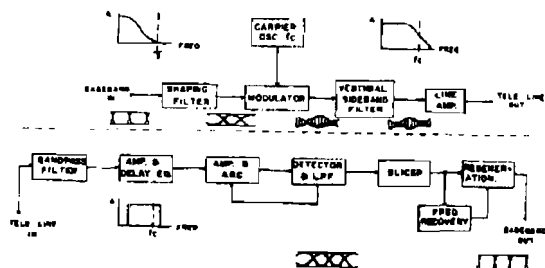 CARRIER
OSC fc
A
FREQ
A
FREQ
fc
BASEBAND
IN
SHAPING
FILTER
MODULATOR
VESTIGIAL
SIDEBAND
FILTER
LINE
AMP.
TELE LINE
OUT
BANDPASS
FILTER
AMP. &
DELAY EQ.
AMP. &
AGC
DETECTOR
& LPF
SLICER
REGENER-
ATION.
FREQ
RECOVERY
TELE LINE
IN
A
FREQ
fc
BASEBAND
OUT